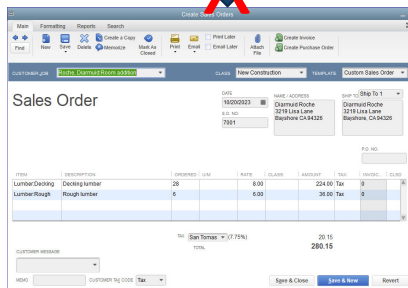 Create Sales Orders
Main Formatting Reports Search
Find New Save Delete Create a Copy Memorize Mark As Closed Print Email Print Later Email Later Attach File Create Invoice Create Purchase Order
CUSTOMER:JOB Roche, Diarmuid:Room addition CLASS New Construction TEMPLATE Custom Sales Order
Sales Order
DATE
10/20/2023
S.O. NO.
7001
NAME / ADDRESS
Diarmuid Roche
3219 Lisa Lane
Bayshore CA 94326
SHIP TO Ship To 1
Diarmuid Roche
3219 Lisa Lane
Bayshore, CA 94326
P.O. NO.
ITEM DESCRIPTION ORDERED U/M RATE CLASS AMOUNT TAX INVOIC... CLSD
Lumber:Decking Decking lumber 28 8.00 224.00 Tax 0
Lumber:Rough Rough lumber 6 6.00 36.00 Tax 0
TAX San Tomas (7.75%) 20.15
TOTAL 280.15
CUSTOMER MESSAGE
MEMO CUSTOMER TAX CODE Tax Save & Close Save & New Revert